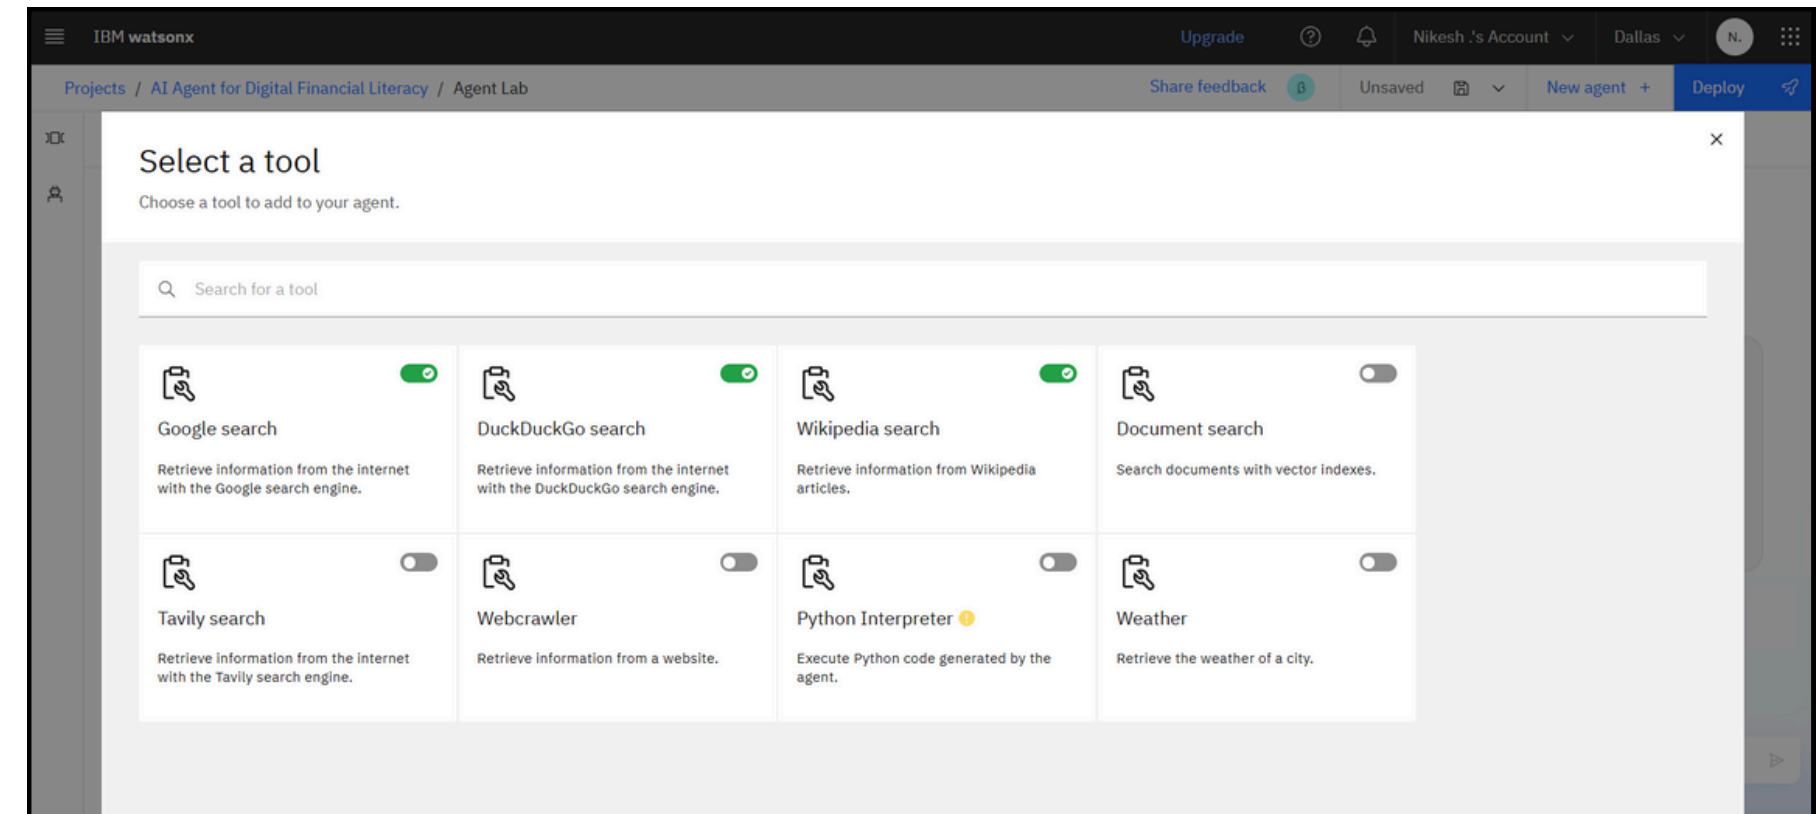 IBM watsonx
Upgrade
Nikesh .'s Account
Dallas
N.
Projects / AI Agent for Digital Financial Literacy / Agent Lab
Share feedback
β
Unsaved
New agent +
Deploy
Select a tool
Choose a tool to add to your agent.
Search for a tool
Google search
Retrieve information from the internet
with the Google search engine.
DuckDuckGo search
Retrieve information from the internet
with the DuckDuckGo search engine.
Wikipedia search
Retrieve information from Wikipedia
articles.
Document search
Search documents with vector indexes.
Tavily search
Retrieve information from the internet
with the Tavily search engine.
Webcrawler
Retrieve information from a website.
Python Interpreter
Execute Python code generated by the
agent.
Weather
Retrieve the weather of a city.